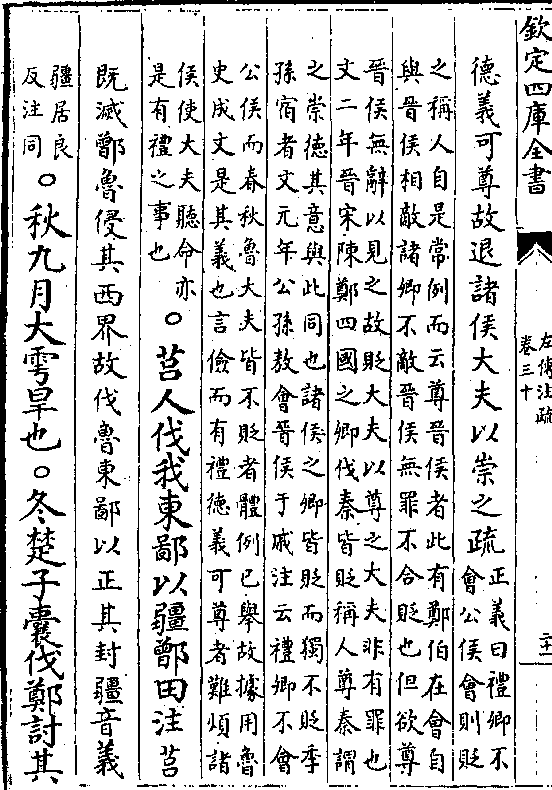 欽定四庫全書
左傳注疏
卷三十
二十一
德義可尊故退諸侯大夫以崇之疏
正義曰禮卿不
會公侯會則貶
之稱人自是常例而云尊晉侯者此有鄭伯在會自
與晉侯相敵諸卿不敵晉侯無罪不合貶也但欲尊
晉侯無辭以見之故貶大夫以尊之大夫非有罪也
文二年晉宋陳鄭四國之卿伐秦皆貶稱人尊秦謂
之崇德其意與此同也諸侯之卿皆貶而獨不貶季
孫宿者文元年公孫敖會晉侯于戚注云禮卿不會
公侯而春秋魯大夫皆不貶者體例已舉故據用魯
史成文是其義也言儉而有禮德義可尊者難煩諸
侯使大夫聽命亦
是有禮之事也
○莒人伐我東鄙以疆鄫田注莒
既滅鄫魯侵其西界故伐魯東鄙以正其封疆音義
疆居良
反注同
○秋九月大雩旱也○冬楚子囊伐鄭討其